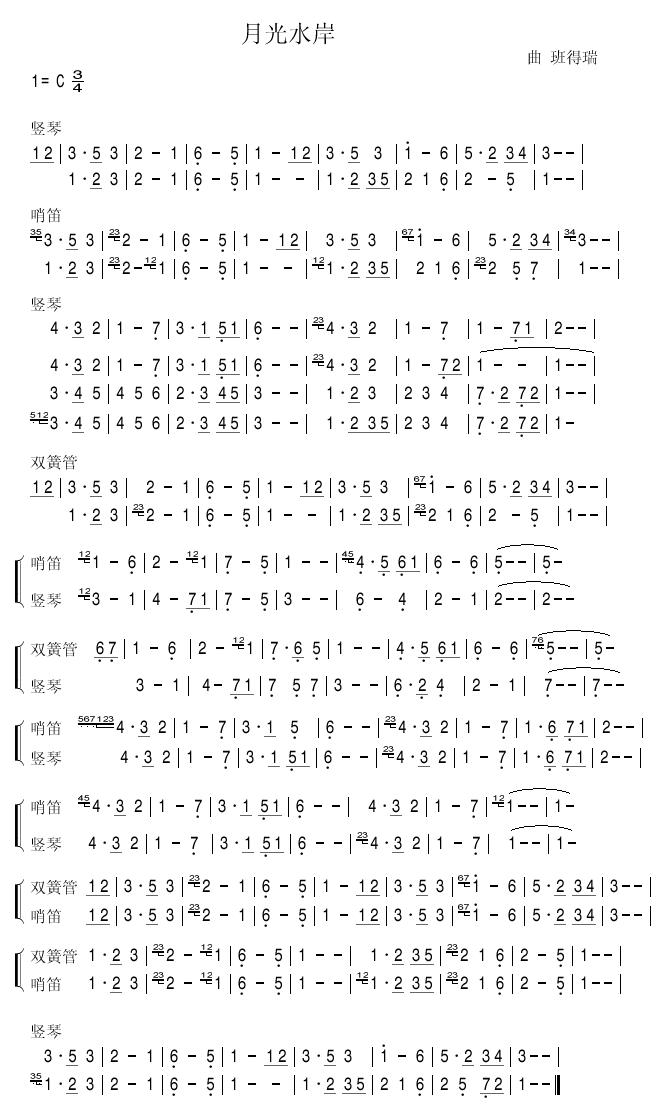 月光水岸
曲 班得瑞
1= C 3/4
竖琴
12|3·5 3|2 - 1|6 - 5|1 - 12|3·5 3|1 - 6|5·2 34|3--|
1·2 3|2 - 1|6 - 5|1 - -|1·2 35|2 1 6|2 - 5|1--|
哨笛
35 3·5 3|23 2 - 1|6 - 5|1 - 12|3·5 3|67 1 - 6|5·2 34|34 3--|
1·2 3|23 2-12 1|6 - 5|1 - -|12 1·2 35|2 1 6|23 2 5 7|1--|
竖琴
4·3 2|1 - 7|3·1 51|6 - -|23 4·3 2|1 - 7|1 - 71|2--|
4·3 2|1 - 7|3·1 51|6 - -|23 4·3 2|1 - 72|1 - -|1--|
3·4 5|4 5 6|2·3 45|3 - -|1·2 3|2 3 4|7·2 72|1--|
512 3·4 5|4 5 6|2·3 45|3 - -|1·2 35|2 3 4|7·2 72|1-
双簧管
12|3·5 3|2 - 1|6 - 5|1 - 12|3·5 3|67 1 - 6|5·2 34|3--|
1·2 3|23 2 - 1|6 - 5|1 - -|1·2 35|23 2 1 6|2 - 5|1--|
哨笛 12 1 - 6|2 - 12 1|7 - 5|1 - -|45 4·5 61|6 - 6|5--|5-
竖琴 12 3 - 1|4 - 71|7 - 5|3 - -|6 - 4|2 - 1|2--|2-
双簧管 67|1 - 6|2 - 12 1|7·6 5|1 - -|4·5 61|6 - 6|76 5--|5-
竖琴 3 - 1|4- 71|7 5 7|3 - -|6·2 4|2 - 1|7--|7--
哨笛 567123 4·3 2|1 - 7|3·1 5|6 - -|23 4·3 2|1 - 7|1·6 71|2--|
竖琴 4·3 2|1 - 7|3·1 51|6 - -|23 4·3 2|1 - 7|1·6 71|2--|
哨笛 45 4·3 2|1 - 7|3·1 51|6 - -|4·3 2|1 - 7|12 1--|1-
竖琴 4·3 2|1 - 7|3·1 51|6 - -|23 4·3 2|1 - 7|1--|1-
双簧管 12|3·5 3|23 2 - 1|6 - 5|1 - 12|3·5 3|67 1 - 6|5·2 34|3--|
哨笛 12|3·5 3|23 2 - 1|6 - 5|1 - 12|3·5 3|67 1 - 6|5·2 34|3--|
双簧管 1·2 3|23 2 - 12 1|6 - 5|1 - -|1·2 35|23 2 1 6|2 - 5|1--|
哨笛 1·2 3|23 2 - 12 1|6 - 5|1 - -|12 1·2 35|23 2 1 6|2 - 5|1--|
竖琴
3·5 3|2 - 1|6 - 5|1 - 12|3·5 3|1 - 6|5·2 34|3--|
35 1·2 3|2 - 1|6 - 5|1 - -|1·2 35|2 1 6|2 5 72|1--‖